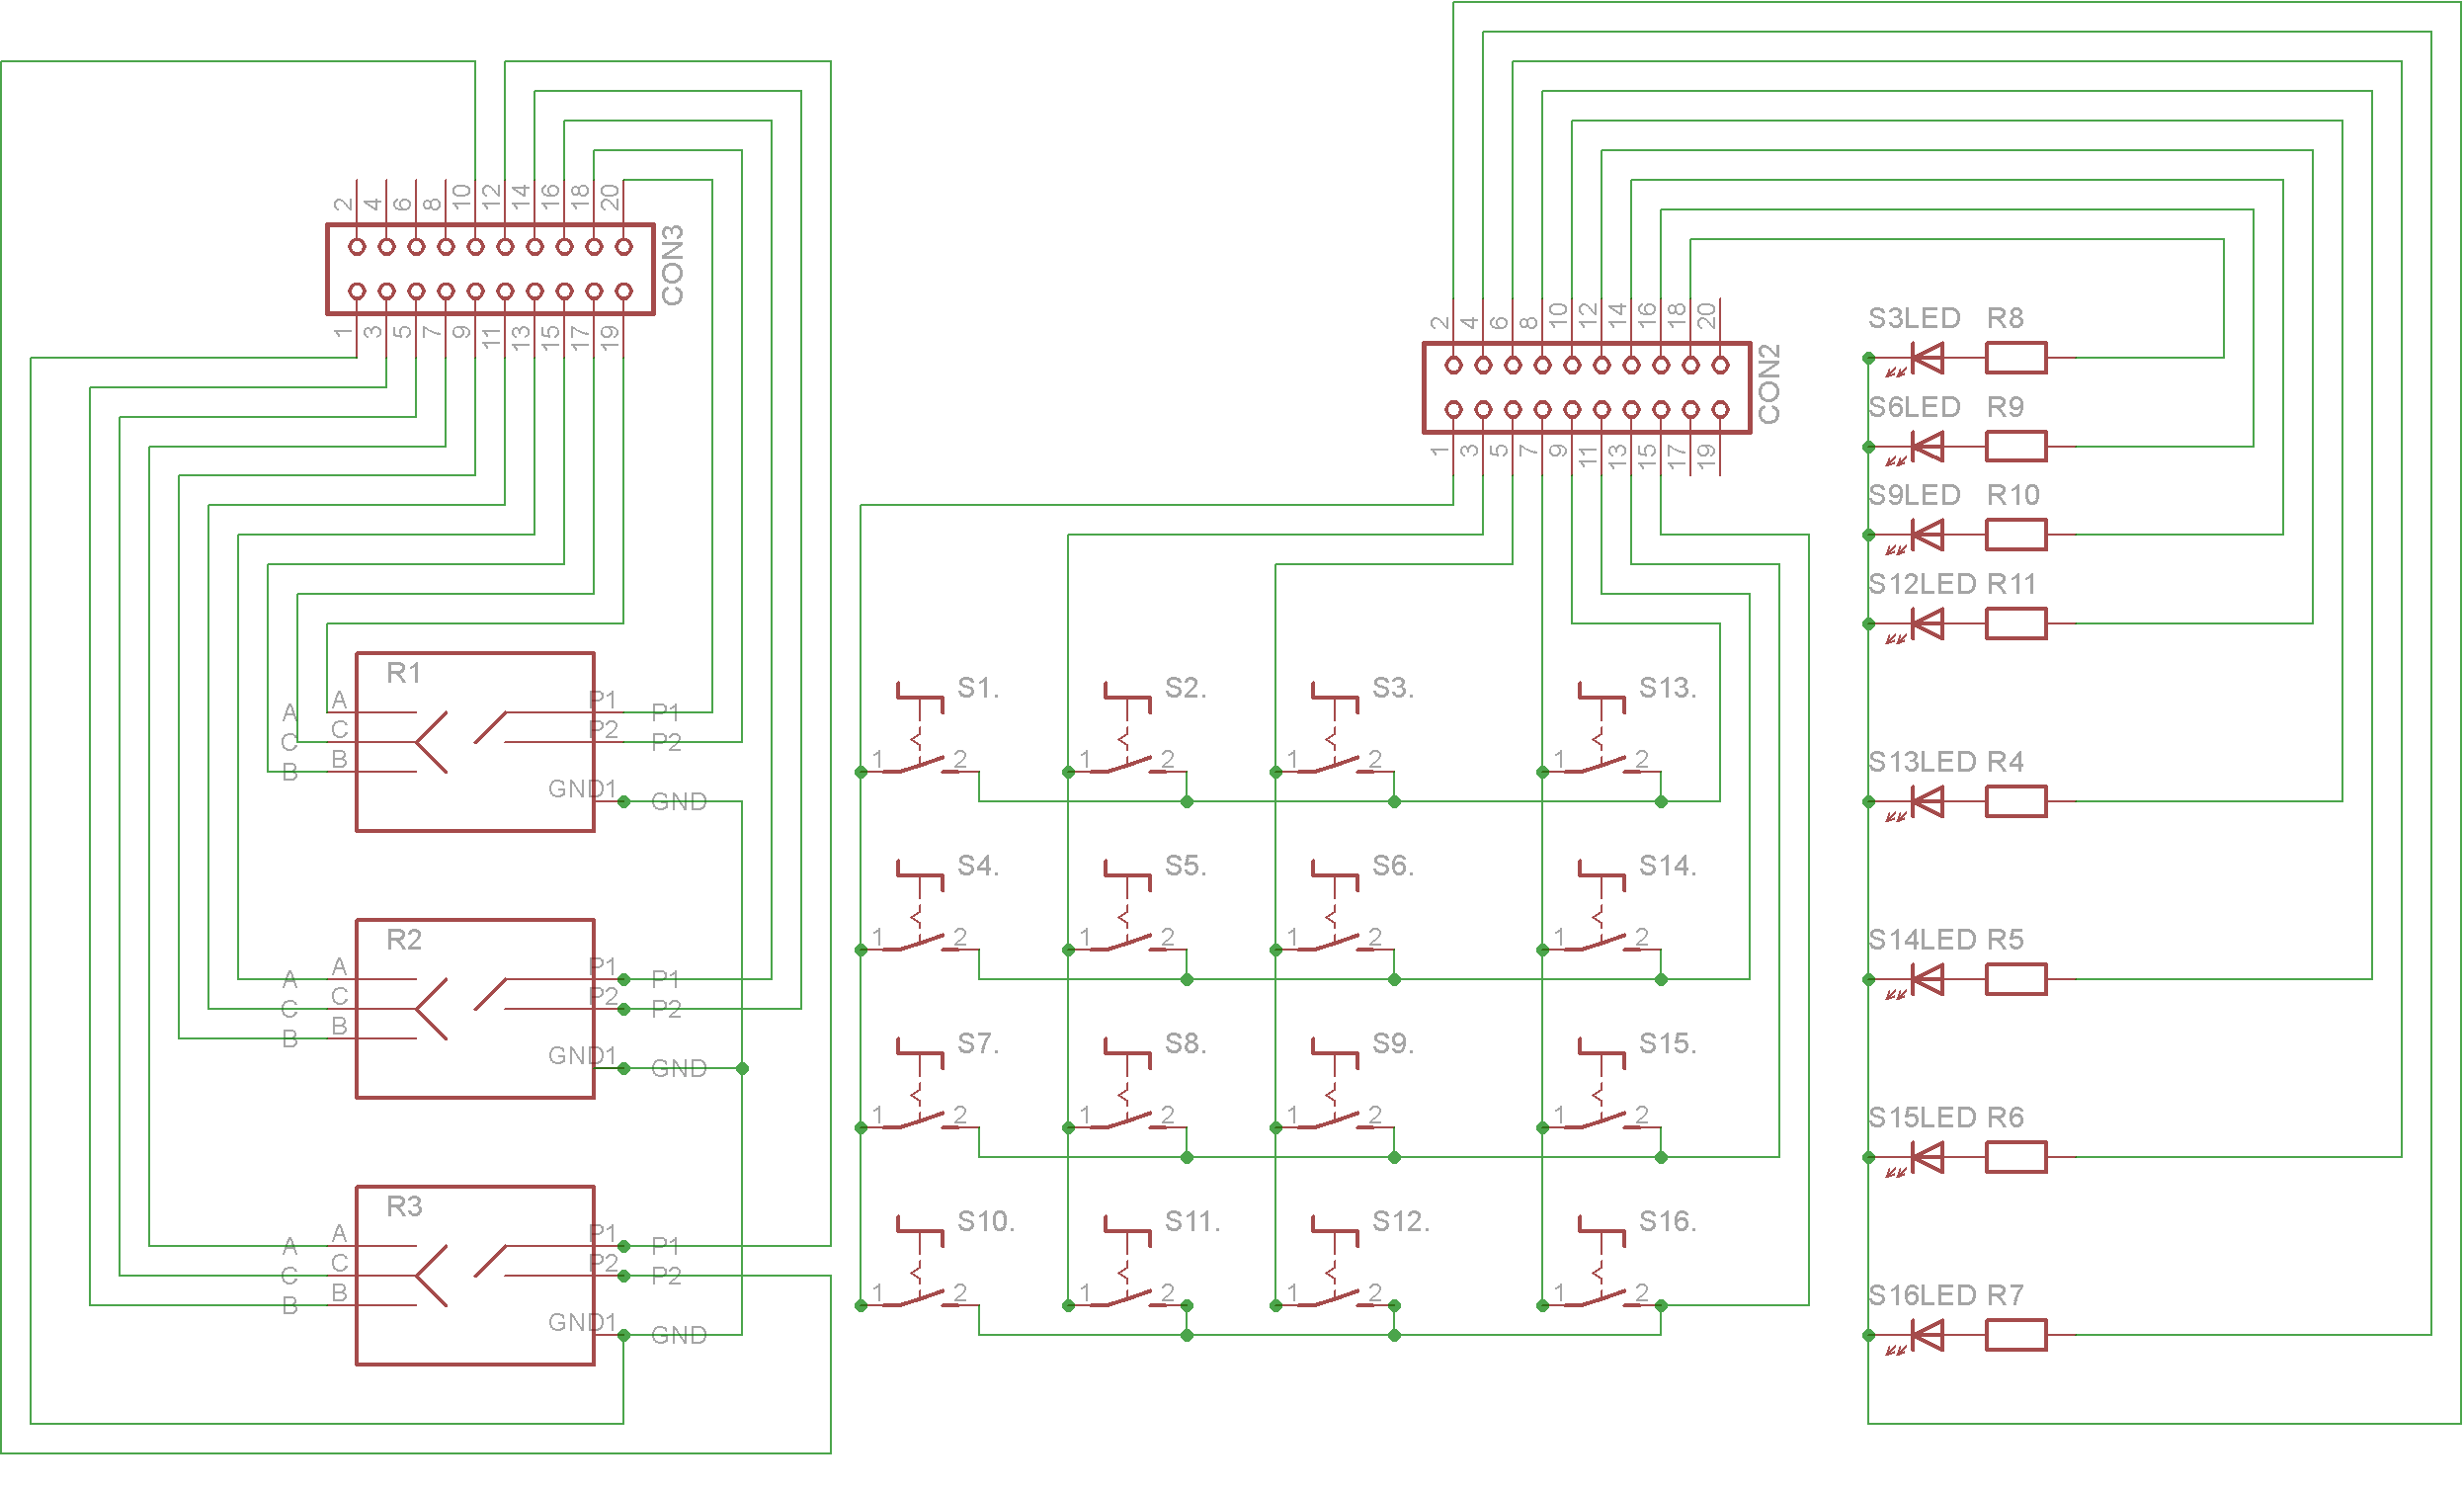 2 4 6 8 10 12 14 16 18 20
CON3
1 3 5 7 9 11 13 15 17 19
2 4 6 8 10 12 14 16 18 20
CON2
1 3 5 7 9 11 13 15 17 19
S3LED R8
S6LED R9
S9LED R10
S12LED R11
R1
A A P1 P1
C C P2 P2
B B
GND1 GND
S1. S2. S3. S13.
1 2 1 2 1 2 1 2
S13LED R4
S4. S5. S6. S14.
1 2 1 2 1 2 1 2
R2
A A P1 P1
C C P2 P2
B B
GND1 GND
S14LED R5
S7. S8. S9. S15.
1 2 1 2 1 2 1 2
S15LED R6
R3
A A P1 P1
C C P2 P2
B B
GND1 GND
S10. S11. S12. S16.
1 2 1 2 1 2 1 2
S16LED R7